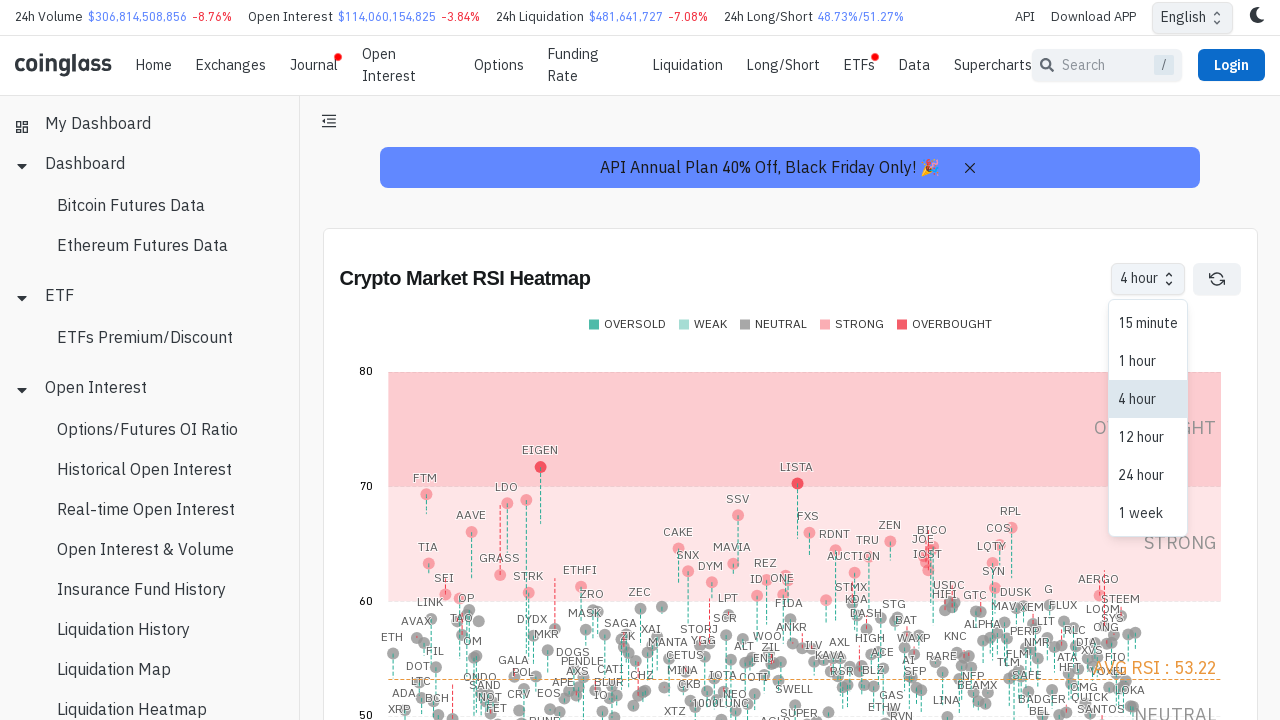 24h Volume $306,814,508,856 -8.76% Open Interest $114,060,154,825 -3.84% 24h Liquidation $481,641,727 -7.08% 24h Long/Short 48.73%/51.27% API Download APP English
coinglass Home Exchanges Journal Open Interest Options Funding Rate Liquidation Long/Short ETFs Data Supercharts Search / Login
My Dashboard
Dashboard
Bitcoin Futures Data
Ethereum Futures Data
ETF
ETFs Premium/Discount
Open Interest
Options/Futures OI Ratio
Historical Open Interest
Real-time Open Interest
Open Interest & Volume
Insurance Fund History
Liquidation History
Liquidation Map
Liquidation Heatmap
API Annual Plan 40% Off, Black Friday Only! 🎉
Crypto Market RSI Heatmap
4 hour
15 minute
1 hour
4 hour
12 hour
24 hour
1 week
OVERSOLD WEAK NEUTRAL STRONG OVERBOUGHT
80
EIGEN
LISTA
FTM
70
LDO
SSV
AAVE
FXS
RPL
ZEN
BICO
COS
CAKE
RDNT
JOE
TRU
STRONG
TIA
MAVIA
LQTY
SNX
AUCTION
IOST
GRASS
DYM
REZ
ETHFI
SYN
SEI
STRK
ID
ONE
AERGO
STMX
USDC
60
LINK
OP
ZRO
ZEC
LPT
FIDA
KDA
STG
HIFI
GTC
DUSK
G
STEEM
MASK
DASH
XEM
FLUX
LOOM
AVAX
DYDX
SAGA
SCR
BAT
ALPHA
LIT
ONG
ETH
MKR
ZK
XAI
STORJ
ANKR
PERP
RLC
WOO
HIGH
WAXP
KNC
OM
MANTA
YGG
ALT
ZIL
ILV
AXL
NMR
DIA
FIL
DOGS
CETUS
KAVA
ACE
RARE
FLM
XVS
FIO
GALA
PENDLE
AI
TLM
ATA
DOT
POL
AXS
CATI
CHZ
MINA
IOTA
RSR
BLZ
SFP
NFP
SAFE
HFT
AVG RSI : 53.22
LTC
SAND
APE
BLUR
CKB
SWELL
BEAMX
OMG
ADA
BCH
CRV
EOS
IO
NEO
GAS
LINA
BADGER
QUICK
XRP
FET
XTZ
1000LUNC
SUPER
ETHW
RVN
BEL
SANTOS
NEUTRAL
50